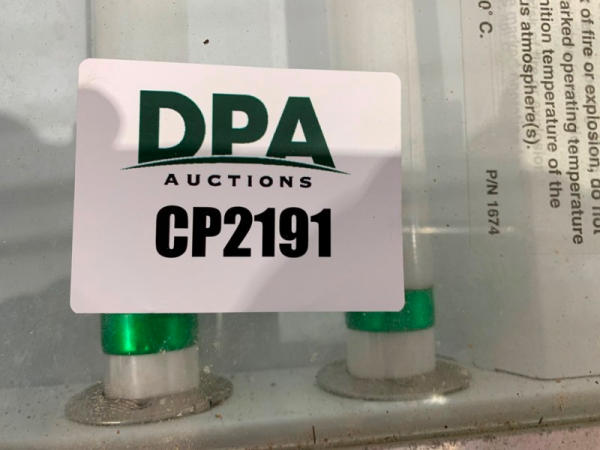 DPA
AUCTIONS
CP2191
of fire or explosion, do not
arked operating temperature
nition temperature of the
us atmosphere(s).
0° C.
P/N 1674